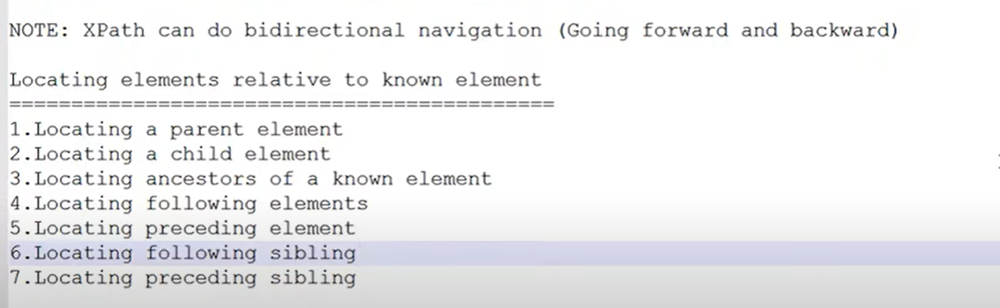 NOTE: XPath can do bidirectional navigation (Going forward and backward)
Locating elements relative to known element
============================================
1.Locating a parent element
2.Locating a child element
3.Locating ancestors of a known element
4.Locating following elements
5.Locating preceding element
6.Locating following sibling
7.Locating preceding sibling